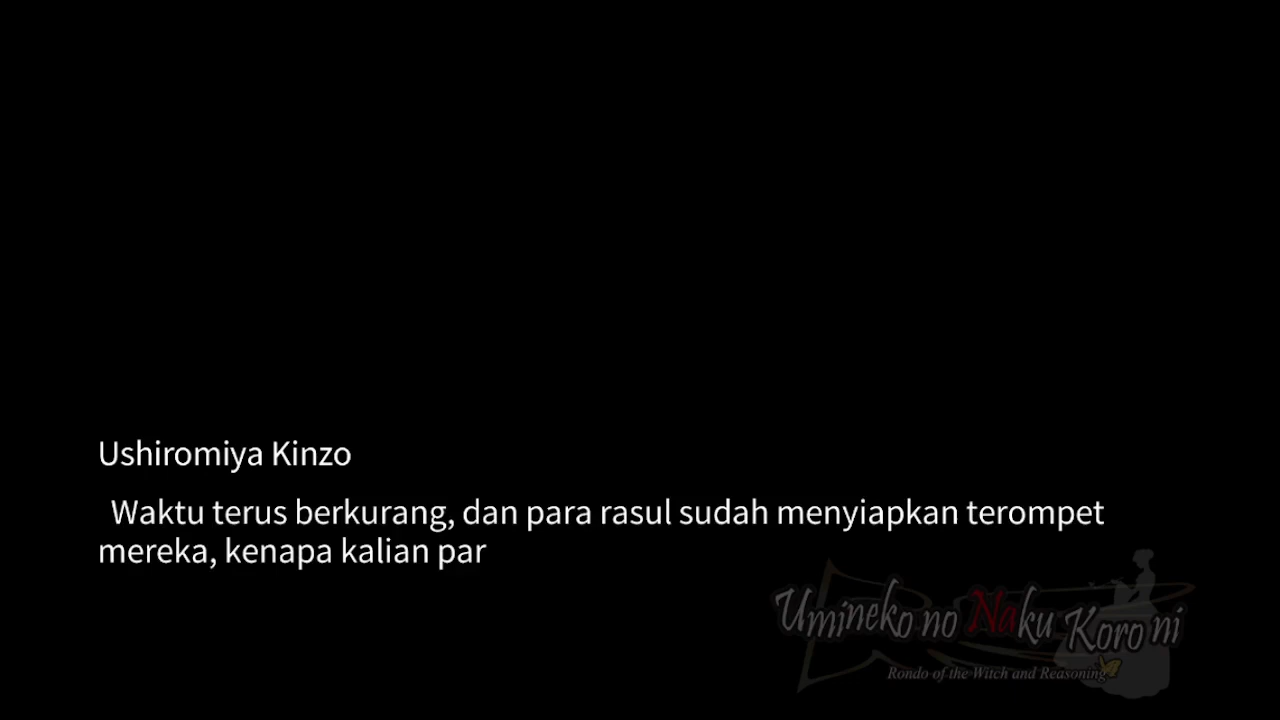 Ushiromiya Kinzo
Waktu terus berkurang, dan para rasul sudah menyiapkan terompet
mereka, kenapa kalian par
Umineko no Naku Koro ni
Rondo of the Witch and Reasoning